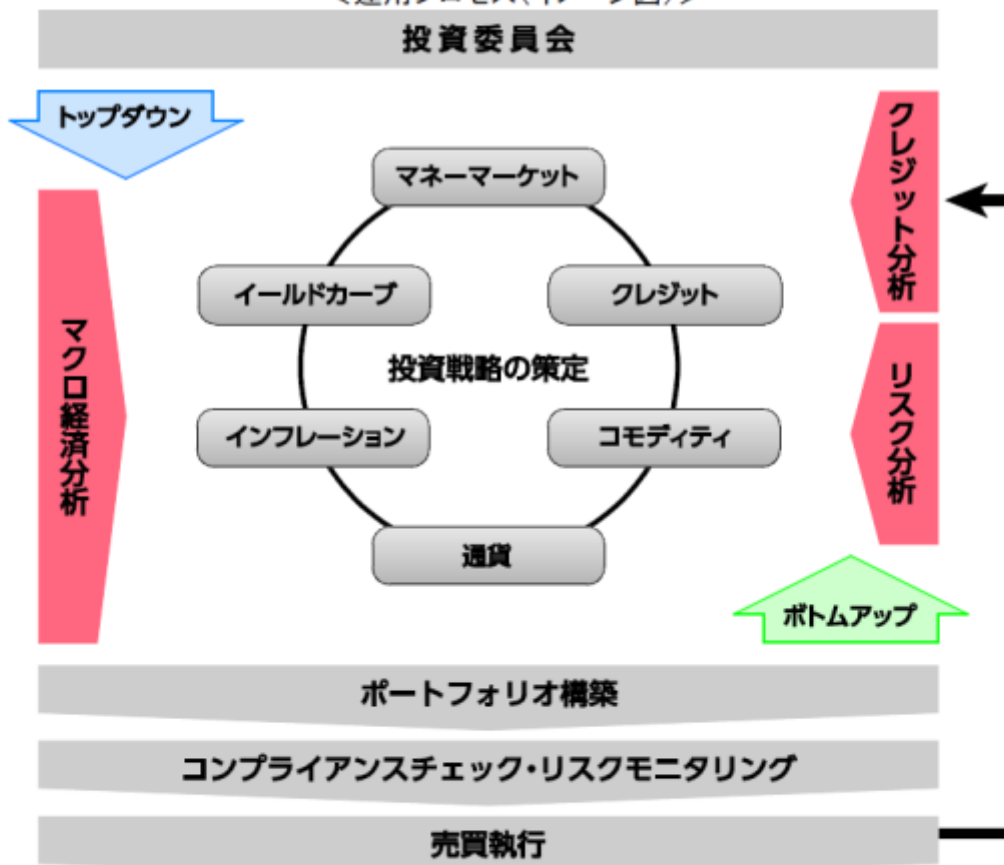 投資委員会
トップダウン
クレジット分析
マネーマーケット
イールドカーブ
クレジット
マクロ経済分析
投資戦略の策定
リスク分析
インフレーション
コモディティ
通貨
ボトムアップ
ポートフォリオ構築
コンプライアンスチェック・リスクモニタリング
売買執行